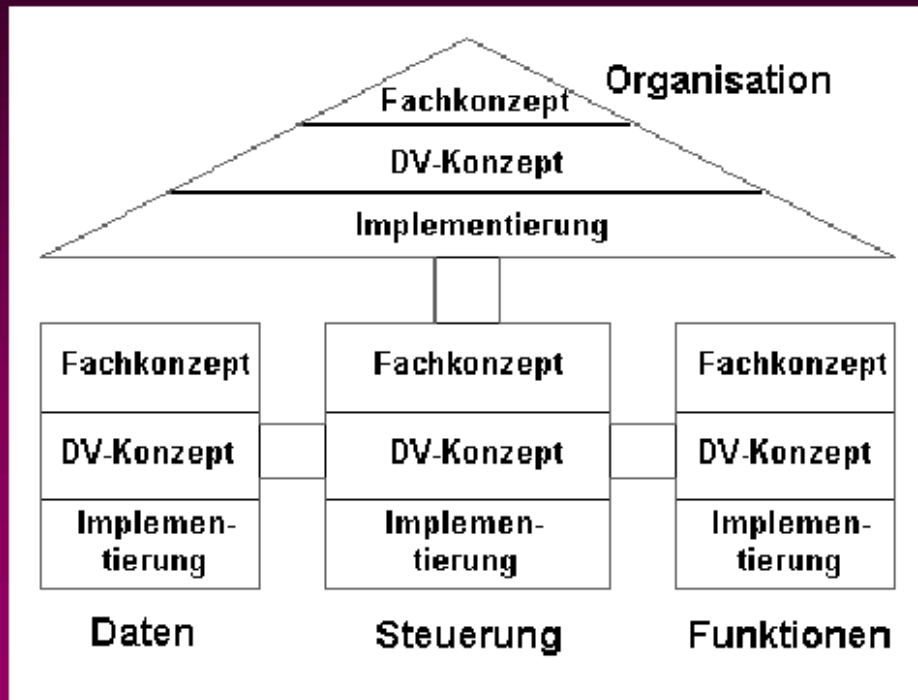 Organisation
Fachkonzept
DV-Konzept
Implementierung
Fachkonzept
DV-Konzept
Implemen-
tierung
Daten
Fachkonzept
DV-Konzept
Implemen-
tierung
Steuerung
Fachkonzept
DV-Konzept
Implemen-
tierung
Funktionen